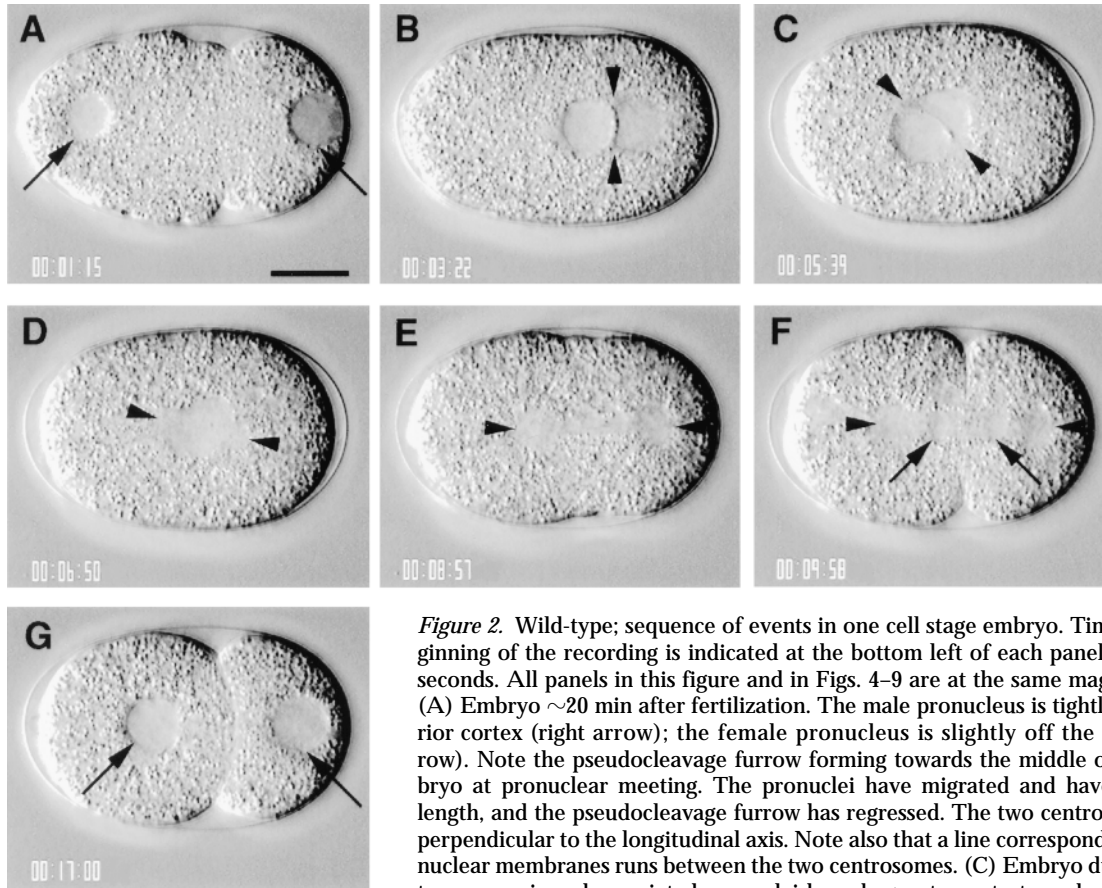 A
B
C
00:01:15
00:03:22
00:05:39
D
E
F
00:06:50
00:08:57
00:09:58
G
00:17:00
Figure 2. Wild-type; sequence of events in one cell stage embryo. Tim
ginning of the recording is indicated at the bottom left of each panel
seconds. All panels in this figure and in Figs. 4–9 are at the same mag
(A) Embryo ∼20 min after fertilization. The male pronucleus is tightl
rior cortex (right arrow); the female pronucleus is slightly off the
row). Note the pseudocleavage furrow forming towards the middle o
bryo at pronuclear meeting. The pronuclei have migrated and have
length, and the pseudocleavage furrow has regressed. The two centro
perpendicular to the longitudinal axis. Note also that a line correspond
nuclear membranes runs between the two centrosomes. (C) Embryo d